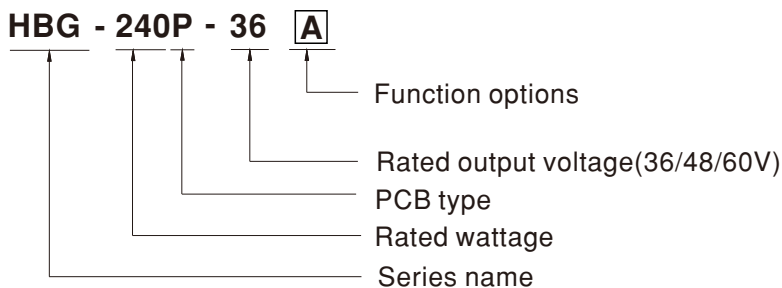 HBG - 240P - 36 A
Function options
Rated output voltage(36/48/60V)
PCB type
Rated wattage
Series name